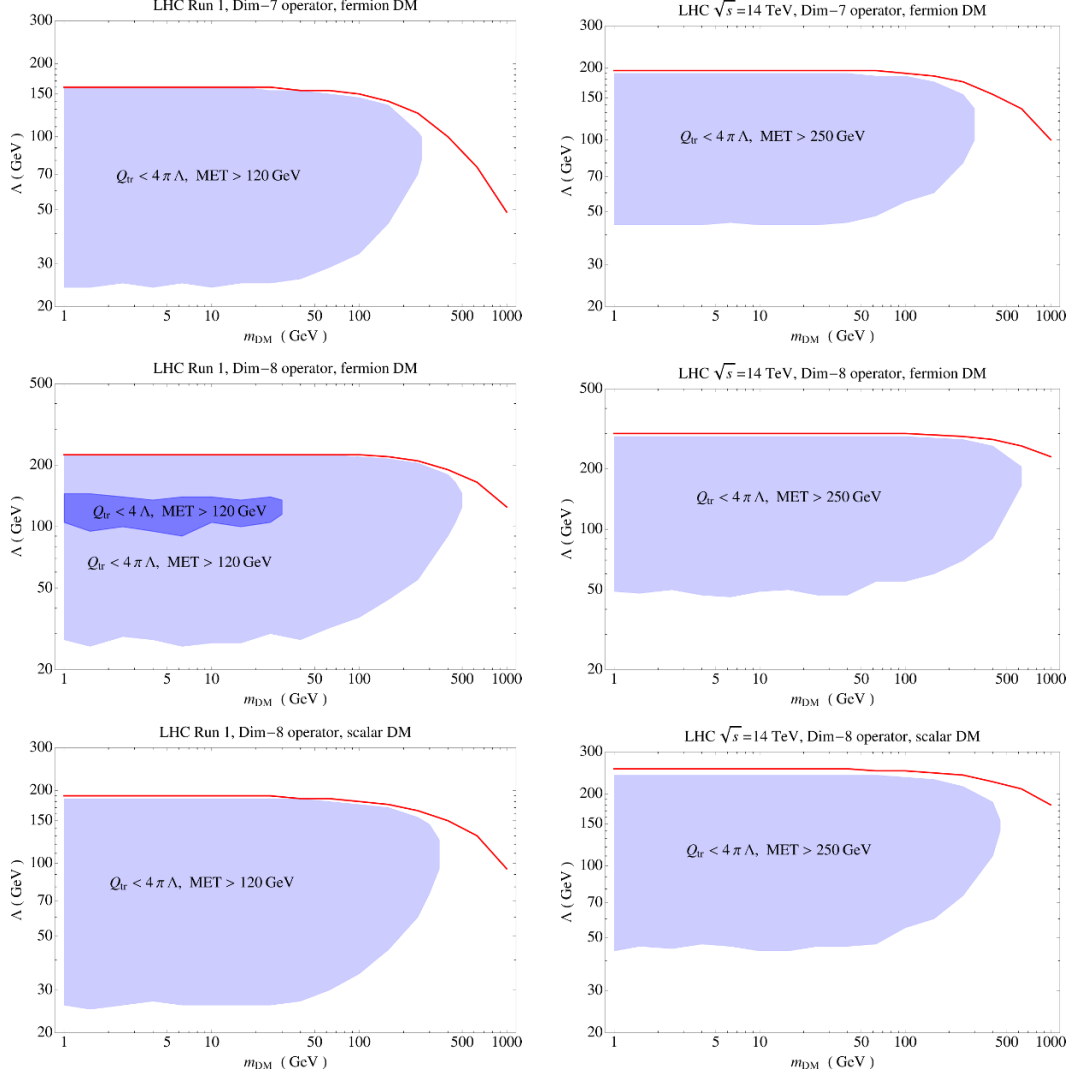 LHC Run 1, Dim−7 operator, fermion DM
300
200
150
100
70
50
30
20
Λ ( GeV )
Q_tr < 4 π Λ, MET > 120 GeV
1 5 10 50 100 500 1000
m_DM ( GeV )
LHC √s =14 TeV, Dim−7 operator, fermion DM
300
200
150
100
70
50
30
20
Λ ( GeV )
Q_tr < 4 π Λ, MET > 250 GeV
1 5 10 50 100 500 1000
m_DM ( GeV )
LHC Run 1, Dim−8 operator, fermion DM
500
200
100
50
20
Λ ( GeV )
Q_tr < 4 Λ, MET > 120 GeV
Q_tr < 4 π Λ, MET > 120 GeV
1 5 10 50 100 500 1000
m_DM ( GeV )
LHC √s =14 TeV, Dim−8 operator, fermion DM
500
200
100
50
20
Λ ( GeV )
Q_tr < 4 π Λ, MET > 250 GeV
1 5 10 50 100 500 1000
m_DM ( GeV )
LHC Run 1, Dim−8 operator, scalar DM
300
200
150
100
70
50
30
20
Λ ( GeV )
Q_tr < 4 π Λ, MET > 120 GeV
1 5 10 50 100 500 1000
m_DM ( GeV )
LHC √s =14 TeV, Dim−8 operator, scalar DM
300
200
150
100
70
50
30
20
Λ ( GeV )
Q_tr < 4 π Λ, MET > 250 GeV
1 5 10 50 100 500 1000
m_DM ( GeV )